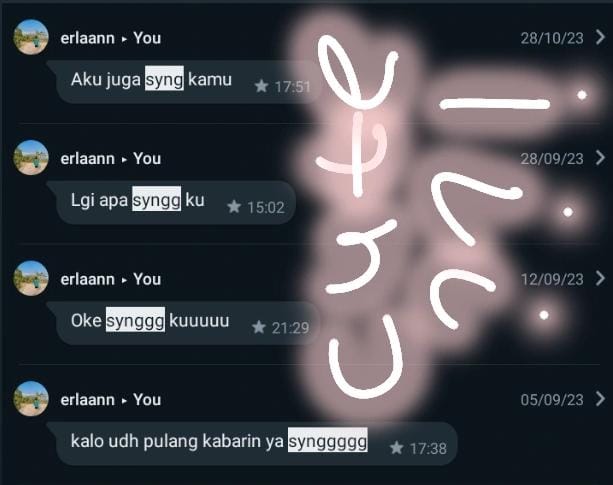 erlaann ▸ You 28/10/23
Aku juga syng kamu 17:51
erlaann ▸ You 28/09/23
Lgi apa syngg ku 15:02
erlaann ▸ You 12/09/23
Oke synggg kuuuuu 21:29
erlaann ▸ You 05/09/23
kalo udh pulang kabarin ya synggggg 17:38